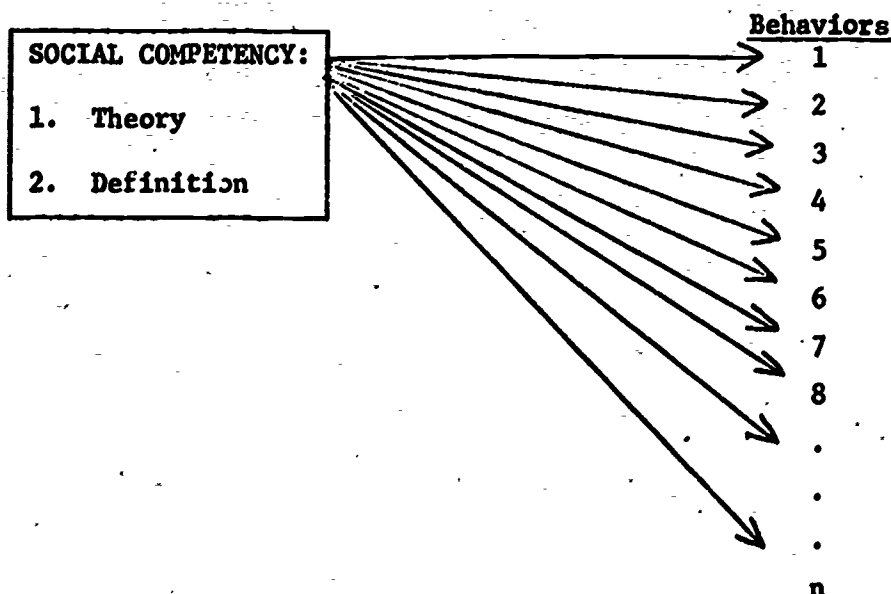 Behaviors
SOCIAL COMPETENCY:
1
1. Theory
2
3
2. Definition
4
5
6
7
8
.
.
.
n